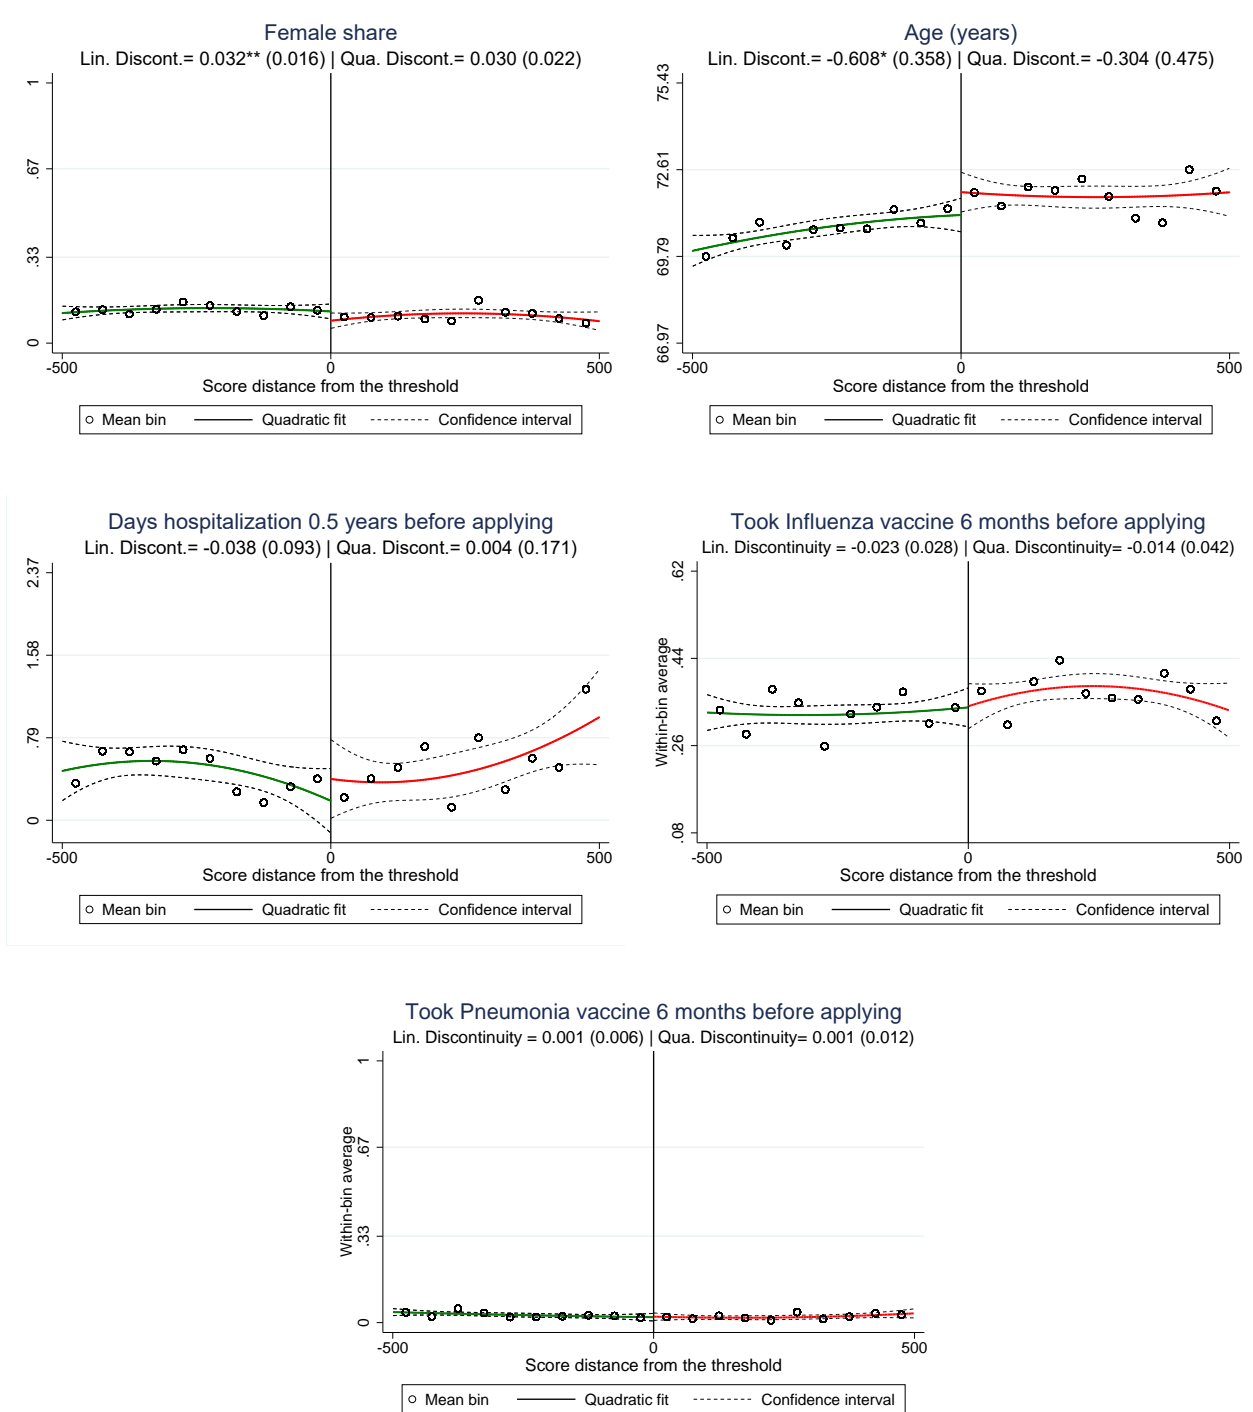 Female share
Lin. Discont.= 0.032** (0.016) | Qua. Discont.= 0.030 (0.022)
1
.67
.33
0
-500 0 500
Score distance from the threshold
Mean bin Quadratic fit Confidence interval
Age (years)
Lin. Discont.= -0.608* (0.358) | Qua. Discont.= -0.304 (0.475)
75.43
72.61
69.79
66.97
-500 0 500
Score distance from the threshold
Mean bin Quadratic fit Confidence interval
Days hospitalization 0.5 years before applying
Lin. Discont.= -0.038 (0.093) | Qua. Discont.= 0.004 (0.171)
2.37
1.58
.79
0
-500 0 500
Score distance from the threshold
Mean bin Quadratic fit Confidence interval
Took Influenza vaccine 6 months before applying
Lin. Discontinuity = -0.023 (0.028) | Qua. Discontinuity= -0.014 (0.042)
Within-bin average
.62
.44
.26
.08
-500 0 500
Score distance from the threshold
Mean bin Quadratic fit Confidence interval
Took Pneumonia vaccine 6 months before applying
Lin. Discontinuity = 0.001 (0.006) | Qua. Discontinuity= 0.001 (0.012)
Within-bin average
1
.67
.33
0
-500 0 500
Score distance from the threshold
Mean bin Quadratic fit Confidence interval